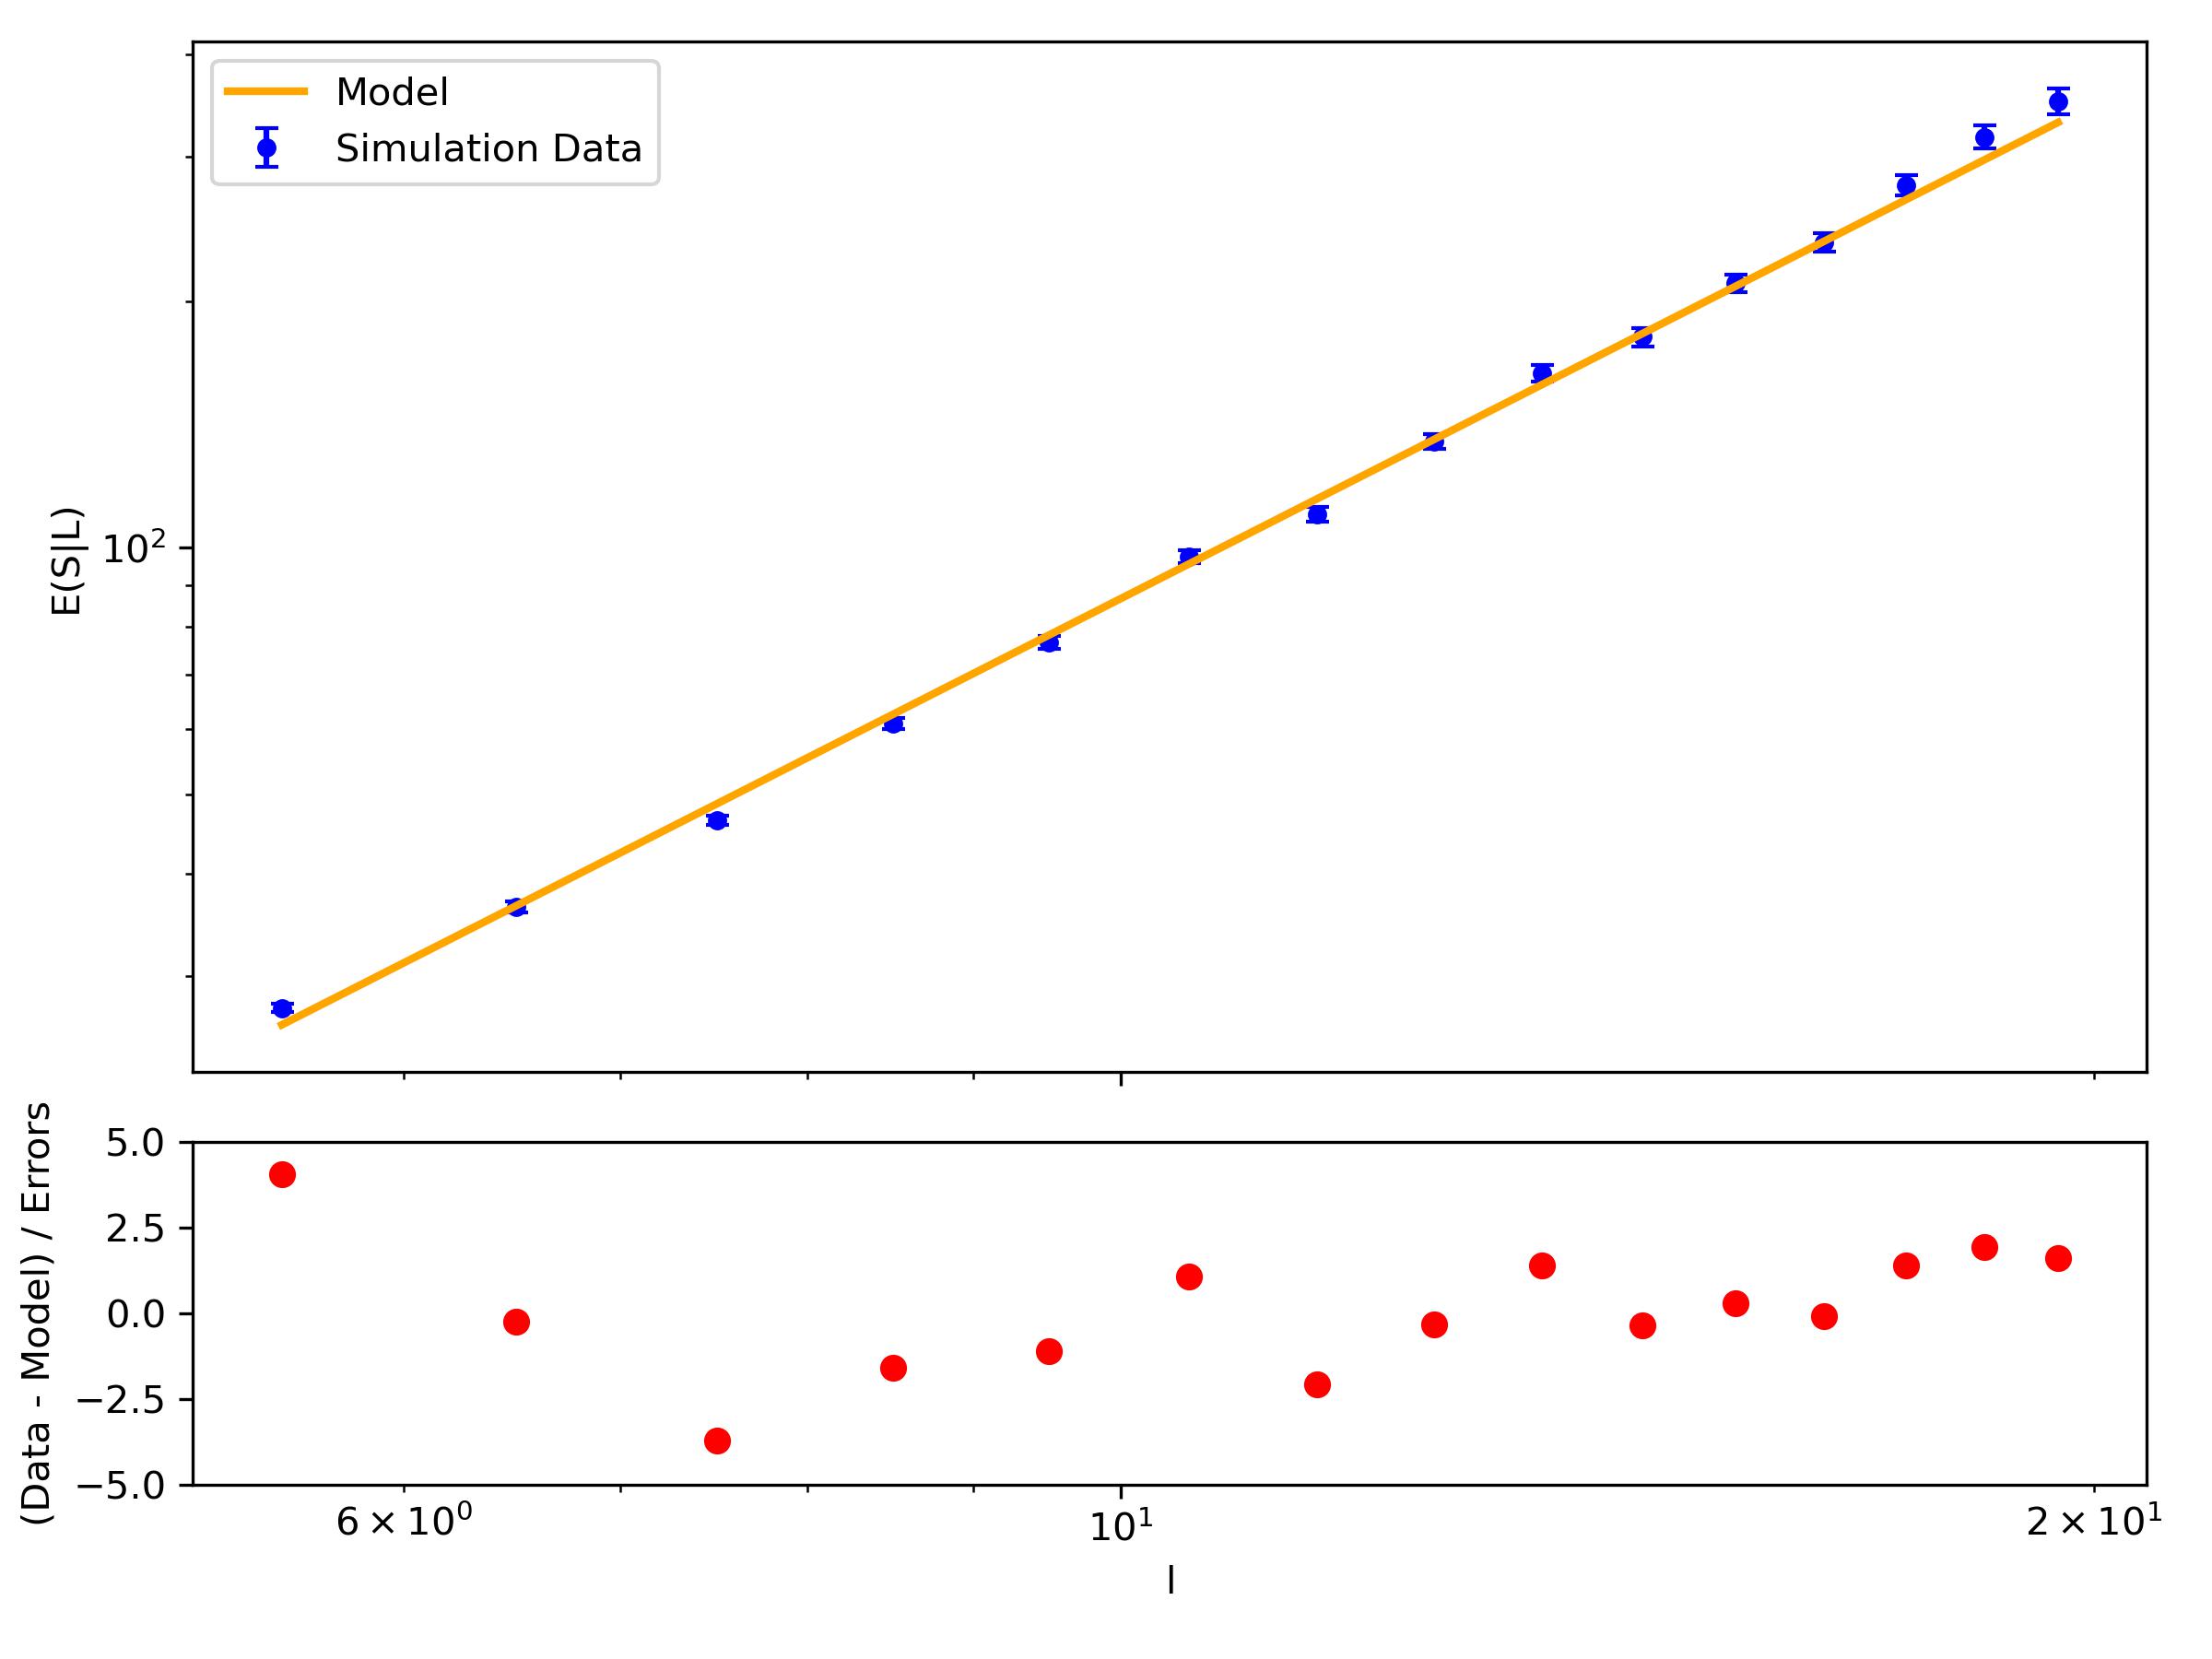 Model
Simulation Data
E(S|L)
10²
(Data - Model) / Errors
5.0
2.5
0.0
−2.5
−5.0
6 × 10⁰
10¹
2 × 10¹
l